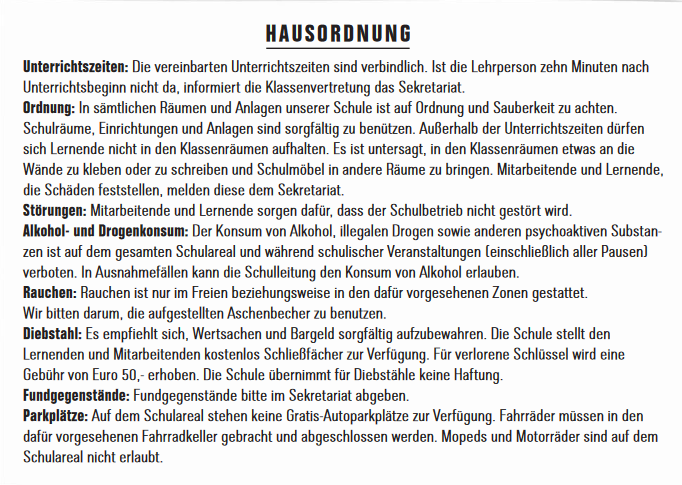 HAUSORDNUNG
Unterrichtszeiten: Die vereinbarten Unterrichtszeiten sind verbindlich. Ist die Lehrperson zehn Minuten nach
Unterrichtsbeginn nicht da, informiert die Klassenvertretung das Sekretariat.
Ordnung: In sämtlichen Räumen und Anlagen unserer Schule ist auf Ordnung und Sauberkeit zu achten.
Schulräume, Einrichtungen und Anlagen sind sorgfältig zu benützen. Außerhalb der Unterrichtszeiten dürfen
sich Lernende nicht in den Klassenräumen aufhalten. Es ist untersagt, in den Klassenräumen etwas an die
Wände zu kleben oder zu schreiben und Schulmöbel in andere Räume zu bringen. Mitarbeitende und Lernende,
die Schäden feststellen, melden diese dem Sekretariat.
Störungen: Mitarbeitende und Lernende sorgen dafür, dass der Schulbetrieb nicht gestört wird.
Alkohol- und Drogenkonsum: Der Konsum von Alkohol, illegalen Drogen sowie anderen psychoaktiven Substan-
zen ist auf dem gesamten Schulareal und während schulischer Veranstaltungen (einschließlich aller Pausen)
verboten. In Ausnahmefällen kann die Schulleitung den Konsum von Alkohol erlauben.
Rauchen: Rauchen ist nur im Freien beziehungsweise in den dafür vorgesehenen Zonen gestattet.
Wir bitten darum, die aufgestellten Aschenbecher zu benutzen.
Diebstahl: Es empfiehlt sich, Wertsachen und Bargeld sorgfältig aufzubewahren. Die Schule stellt den
Lernenden und Mitarbeitenden kostenlos Schließfächer zur Verfügung. Für verlorene Schlüssel wird eine
Gebühr von Euro 50,- erhoben. Die Schule übernimmt für Diebstähle keine Haftung.
Fundgegenstände: Fundgegenstände bitte im Sekretariat abgeben.
Parkplätze: Auf dem Schulareal stehen keine Gratis-Autoparkplätze zur Verfügung. Fahrräder müssen in den
dafür vorgesehenen Fahrradkeller gebracht und abgeschlossen werden. Mopeds und Motorräder sind auf dem
Schulareal nicht erlaubt.